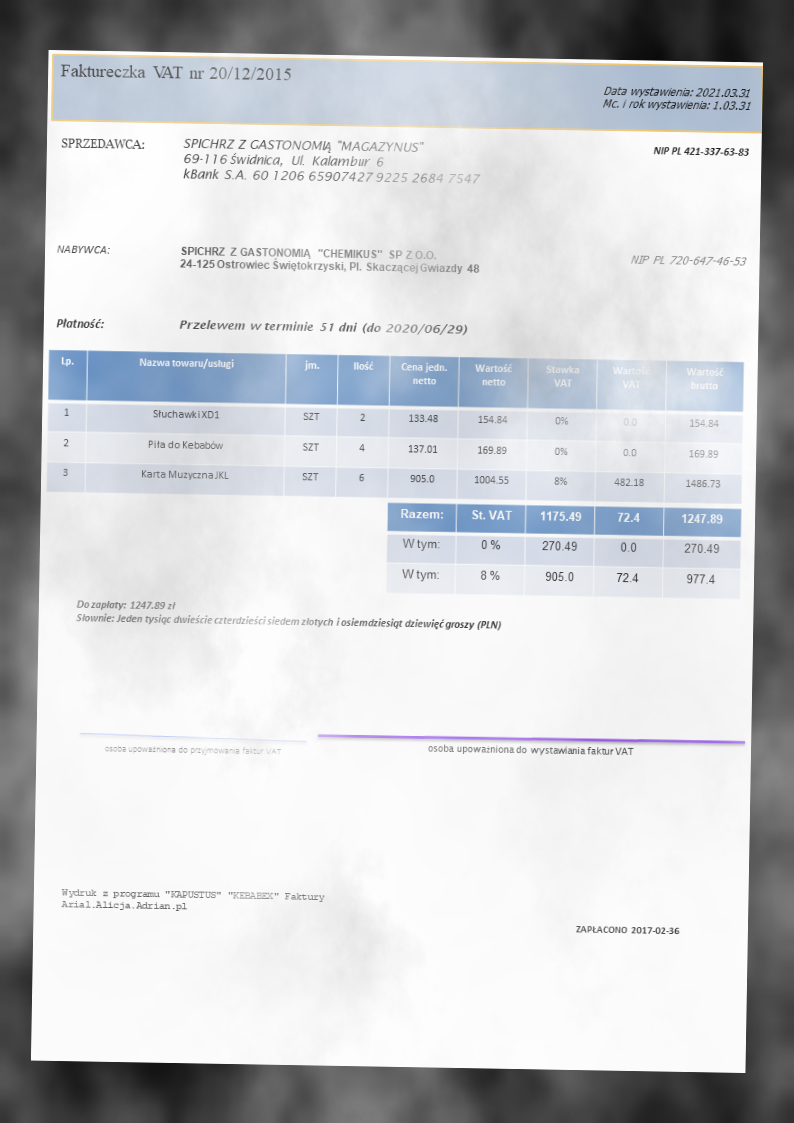 Faktureczka VAT nr 20/12/2015
Data wystawienia: 2021.03.31
Mc. i rok wystawienia: 1.03.31
SPRZEDAWCA: SPICHRZ Z GASTONOMIĄ "MAGAZYNUS" NIP PL 421-337-63-83
69-116 Świdnica, Ul. Kalambur 6
kBank S.A. 60 1206 65907427 9225 2684 7547
NABYWCA: SPICHRZ Z GASTONOMIĄ "CHEMIKUS" SP Z O.O. NIP PL 720-647-46-53
24-125 Ostrowiec Świętokrzyski, Pl. Skaczącej Gwiazdy 48
Płatność: Przelewem w terminie 51 dni (do 2020/06/29)
Lp. Nazwa towaru/usługi jm. Ilość Cena jedn. netto Wartość netto Stawka VAT Wartość VAT Wartość brutto
1 Słuchawki XD1 SZT 2 133.48 154.84 0% 0.0 154.84
2 Piła do Kebabów SZT 4 137.01 169.89 0% 0.0 169.89
3 Karta Muzyczna JKL SZT 6 905.0 1004.55 8% 482.18 1486.73
Razem: St. VAT 1175.49 72.4 1247.89
W tym: 0 % 270.49 0.0 270.49
W tym: 8 % 905.0 72.4 977.4
Do zapłaty: 1247.89 zł
Słownie: Jeden tysiąc dwieście czterdzieści siedem złotych i osiemdziesiąt dziewięć groszy (PLN)
osoba upoważniona do przyjmowania faktur VAT osoba upoważniona do wystawiania faktur VAT
Wydruk z programu "KAPUSTUS" "KEBABEX" Faktury
Arial.Alicja.Adrian.pl
ZAPŁACONO 2017-02-36